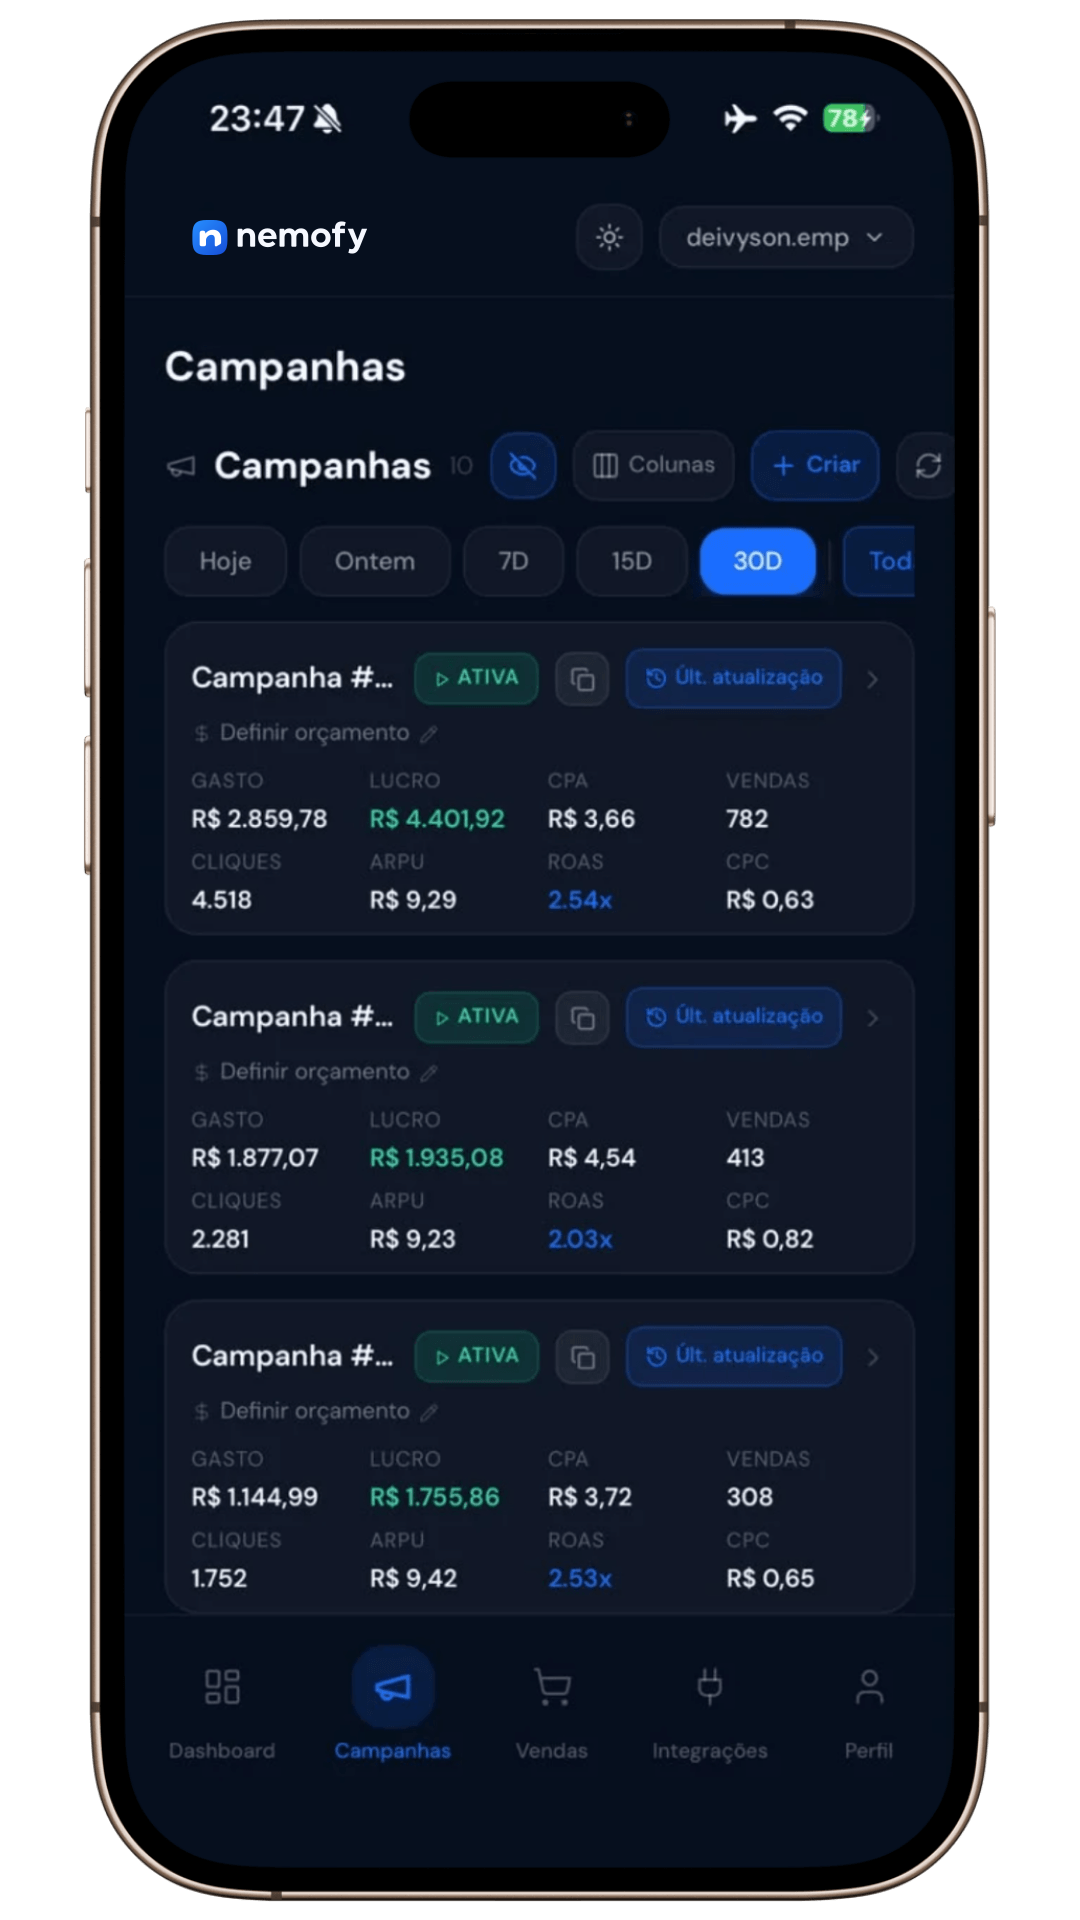 23:47 78
nemofy deivyson.emp
Campanhas
Campanhas 10 Colunas + Criar
Hoje Ontem 7D 15D 30D Tod
Campanha #... ATIVA Últ. atualização
$ Definir orçamento
GASTO LUCRO CPA VENDAS
R$ 2.859,78 R$ 4.401,92 R$ 3,66 782
CLIQUES ARPU ROAS CPC
4.518 R$ 9,29 2.54x R$ 0,63
Campanha #... ATIVA Últ. atualização
$ Definir orçamento
GASTO LUCRO CPA VENDAS
R$ 1.877,07 R$ 1.935,08 R$ 4,54 413
CLIQUES ARPU ROAS CPC
2.281 R$ 9,23 2.03x R$ 0,82
Campanha #... ATIVA Últ. atualização
$ Definir orçamento
GASTO LUCRO CPA VENDAS
R$ 1.144,99 R$ 1.755,86 R$ 3,72 308
CLIQUES ARPU ROAS CPC
1.752 R$ 9,42 2.53x R$ 0,65
Dashboard Campanhas Vendas Integrações Perfil